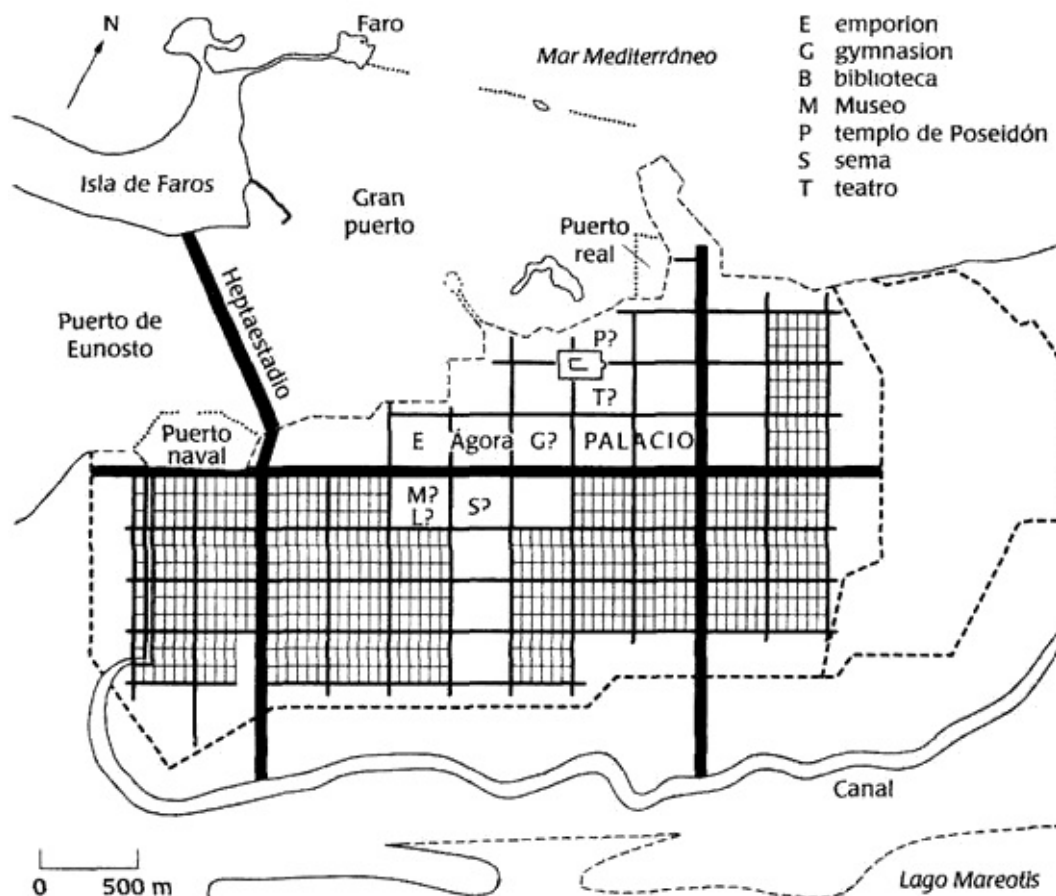 N
Faro
Mar Mediterráneo
E emporion
G gymnasion
B biblioteca
M Museo
P templo de Poseidón
S sema
T teatro
Isla de Faros
Gran
puerto
Puerto
real
Heptaestadio
Puerto de
Eunosto
P?
T?
Puerto
naval
E
Ágora
G?
PALACIO
M?
L?
S?
Canal
0 500 m
Lago Mareotis